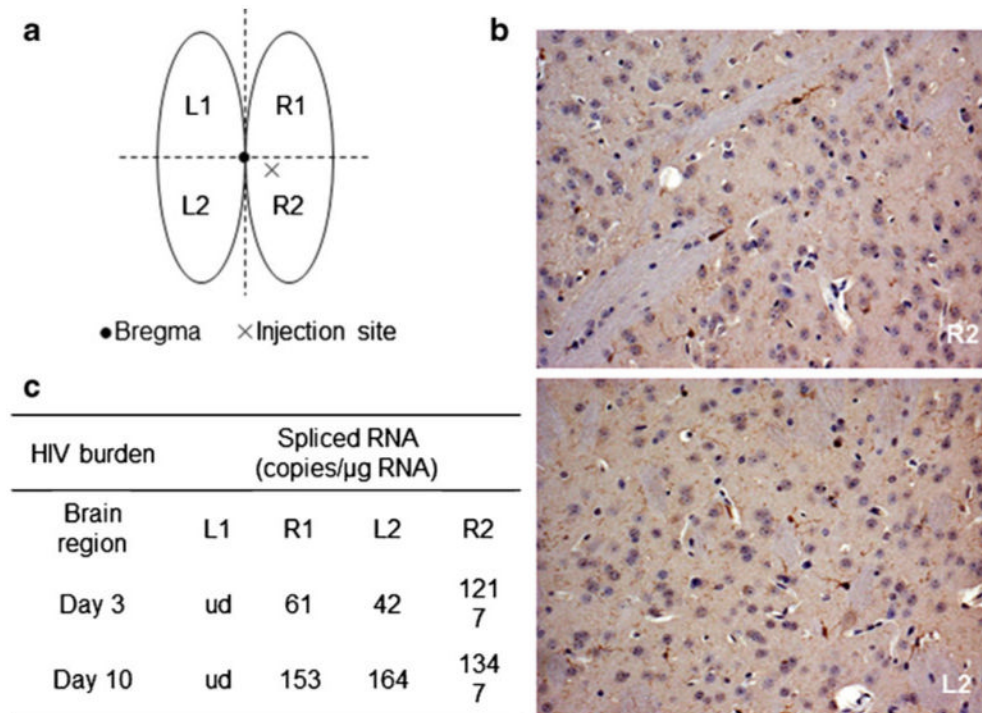 a
L1 R1
L2 R2
●Bregma ×Injection site
b
R2
L2
c
HIV burden Spliced RNA
(copies/µg RNA)
Brain
region L1 R1 L2 R2
Day 3 ud 61 42 121
7
Day 10 ud 153 164 134
7